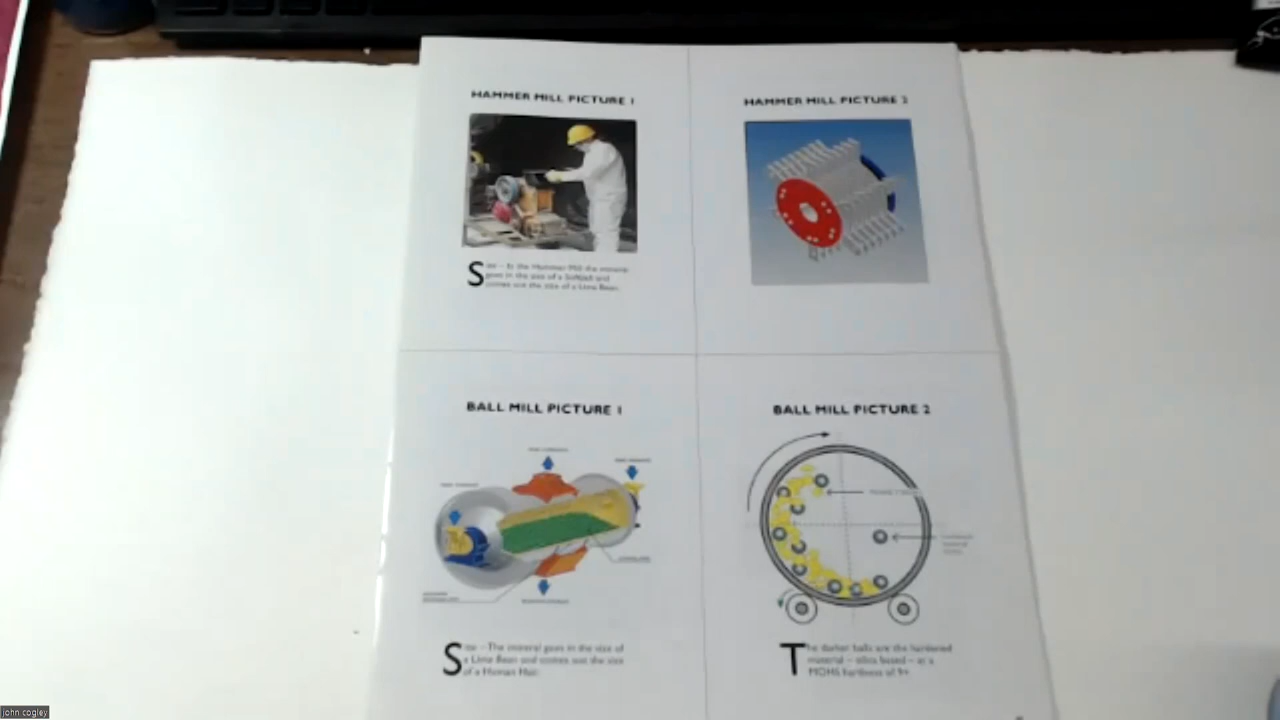 HAMMER MILL PICTURE 1
HAMMER MILL PICTURE 2
Size – In the Hammer Mill the mineral
goes in the size of a Softball and
comes out the size of a Lima Bean.
BALL MILL PICTURE 1
BALL MILL PICTURE 2
Size – The mineral goes in the size of
a Lima Bean and comes out the size
of a Human Hair.
The darker balls are the hardened
material – silica based – at a
MOHS hardness of 9+
john cogley